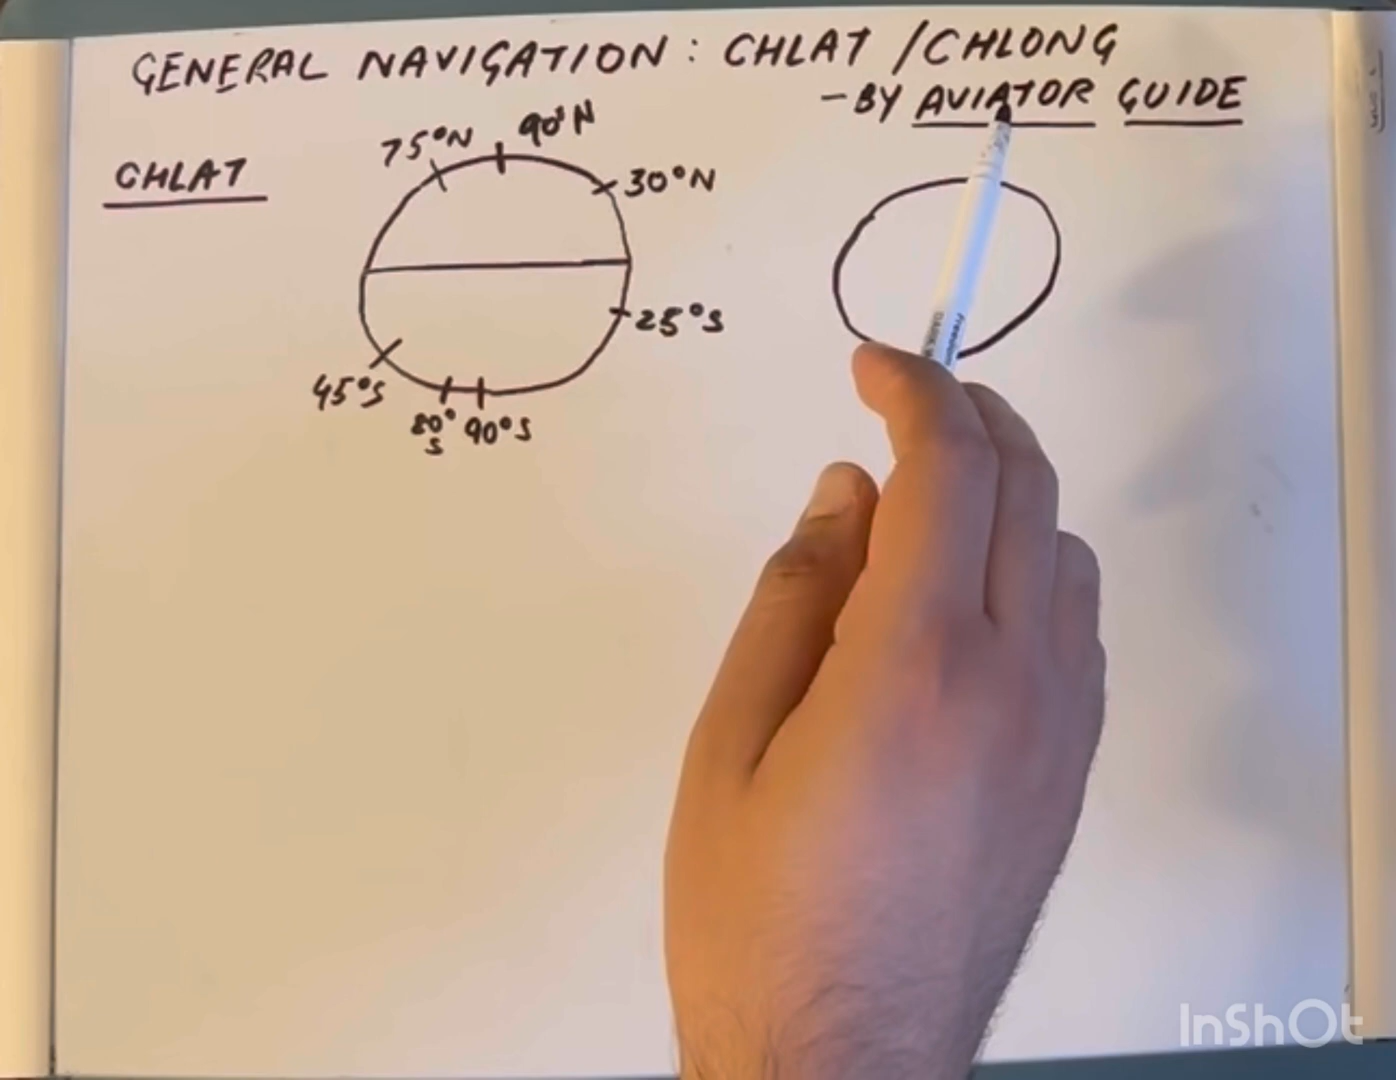 GENERAL NAVIGATION : CHLAT / CHLONG
- BY AVIATOR GUIDE
CHLAT
75°N
90°N
30°N
25°S
45°S
80°
S
90°S
InShOt